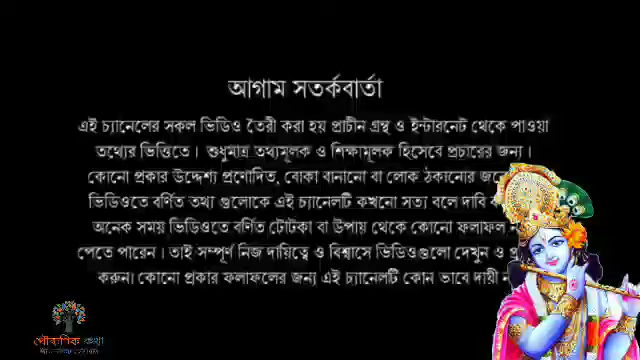 আগাম সতর্কবার্তা
এই চ্যানেলের সকল ভিডিও তৈরী করা হয় প্রাচীন গ্রন্থ ও ইন্টারনেট থেকে পাওয়া
তথ্যের ভিত্তিতে। শুধুমাত্র তথ্যমূলক ও শিক্ষামূলক হিসেবে প্রচারের জন্য।
কোনো প্রকার উদ্দেশ্য প্রণোদিত, বোকা বানানো বা লোক ঠকানোর
ভিডিওতে বর্ণিত তথ্য গুলোকে এই চ্যানেলটি কখনো সত্য বলে দাবি
অনেক সময় ভিডিওতে বর্ণিত টোটকা বা উপায় থেকে কোনো ফলাফল
পেতে পারেন। তাই সম্পূর্ণ নিজ দায়িত্বে ও বিশ্বাসে ভিডিওগুলো দেখুন ও
করুন। কোনো প্রকার ফলাফলের জন্য এই চ্যানেলটি কোন ভাবে দায়ী
পৌরাণিক কথা